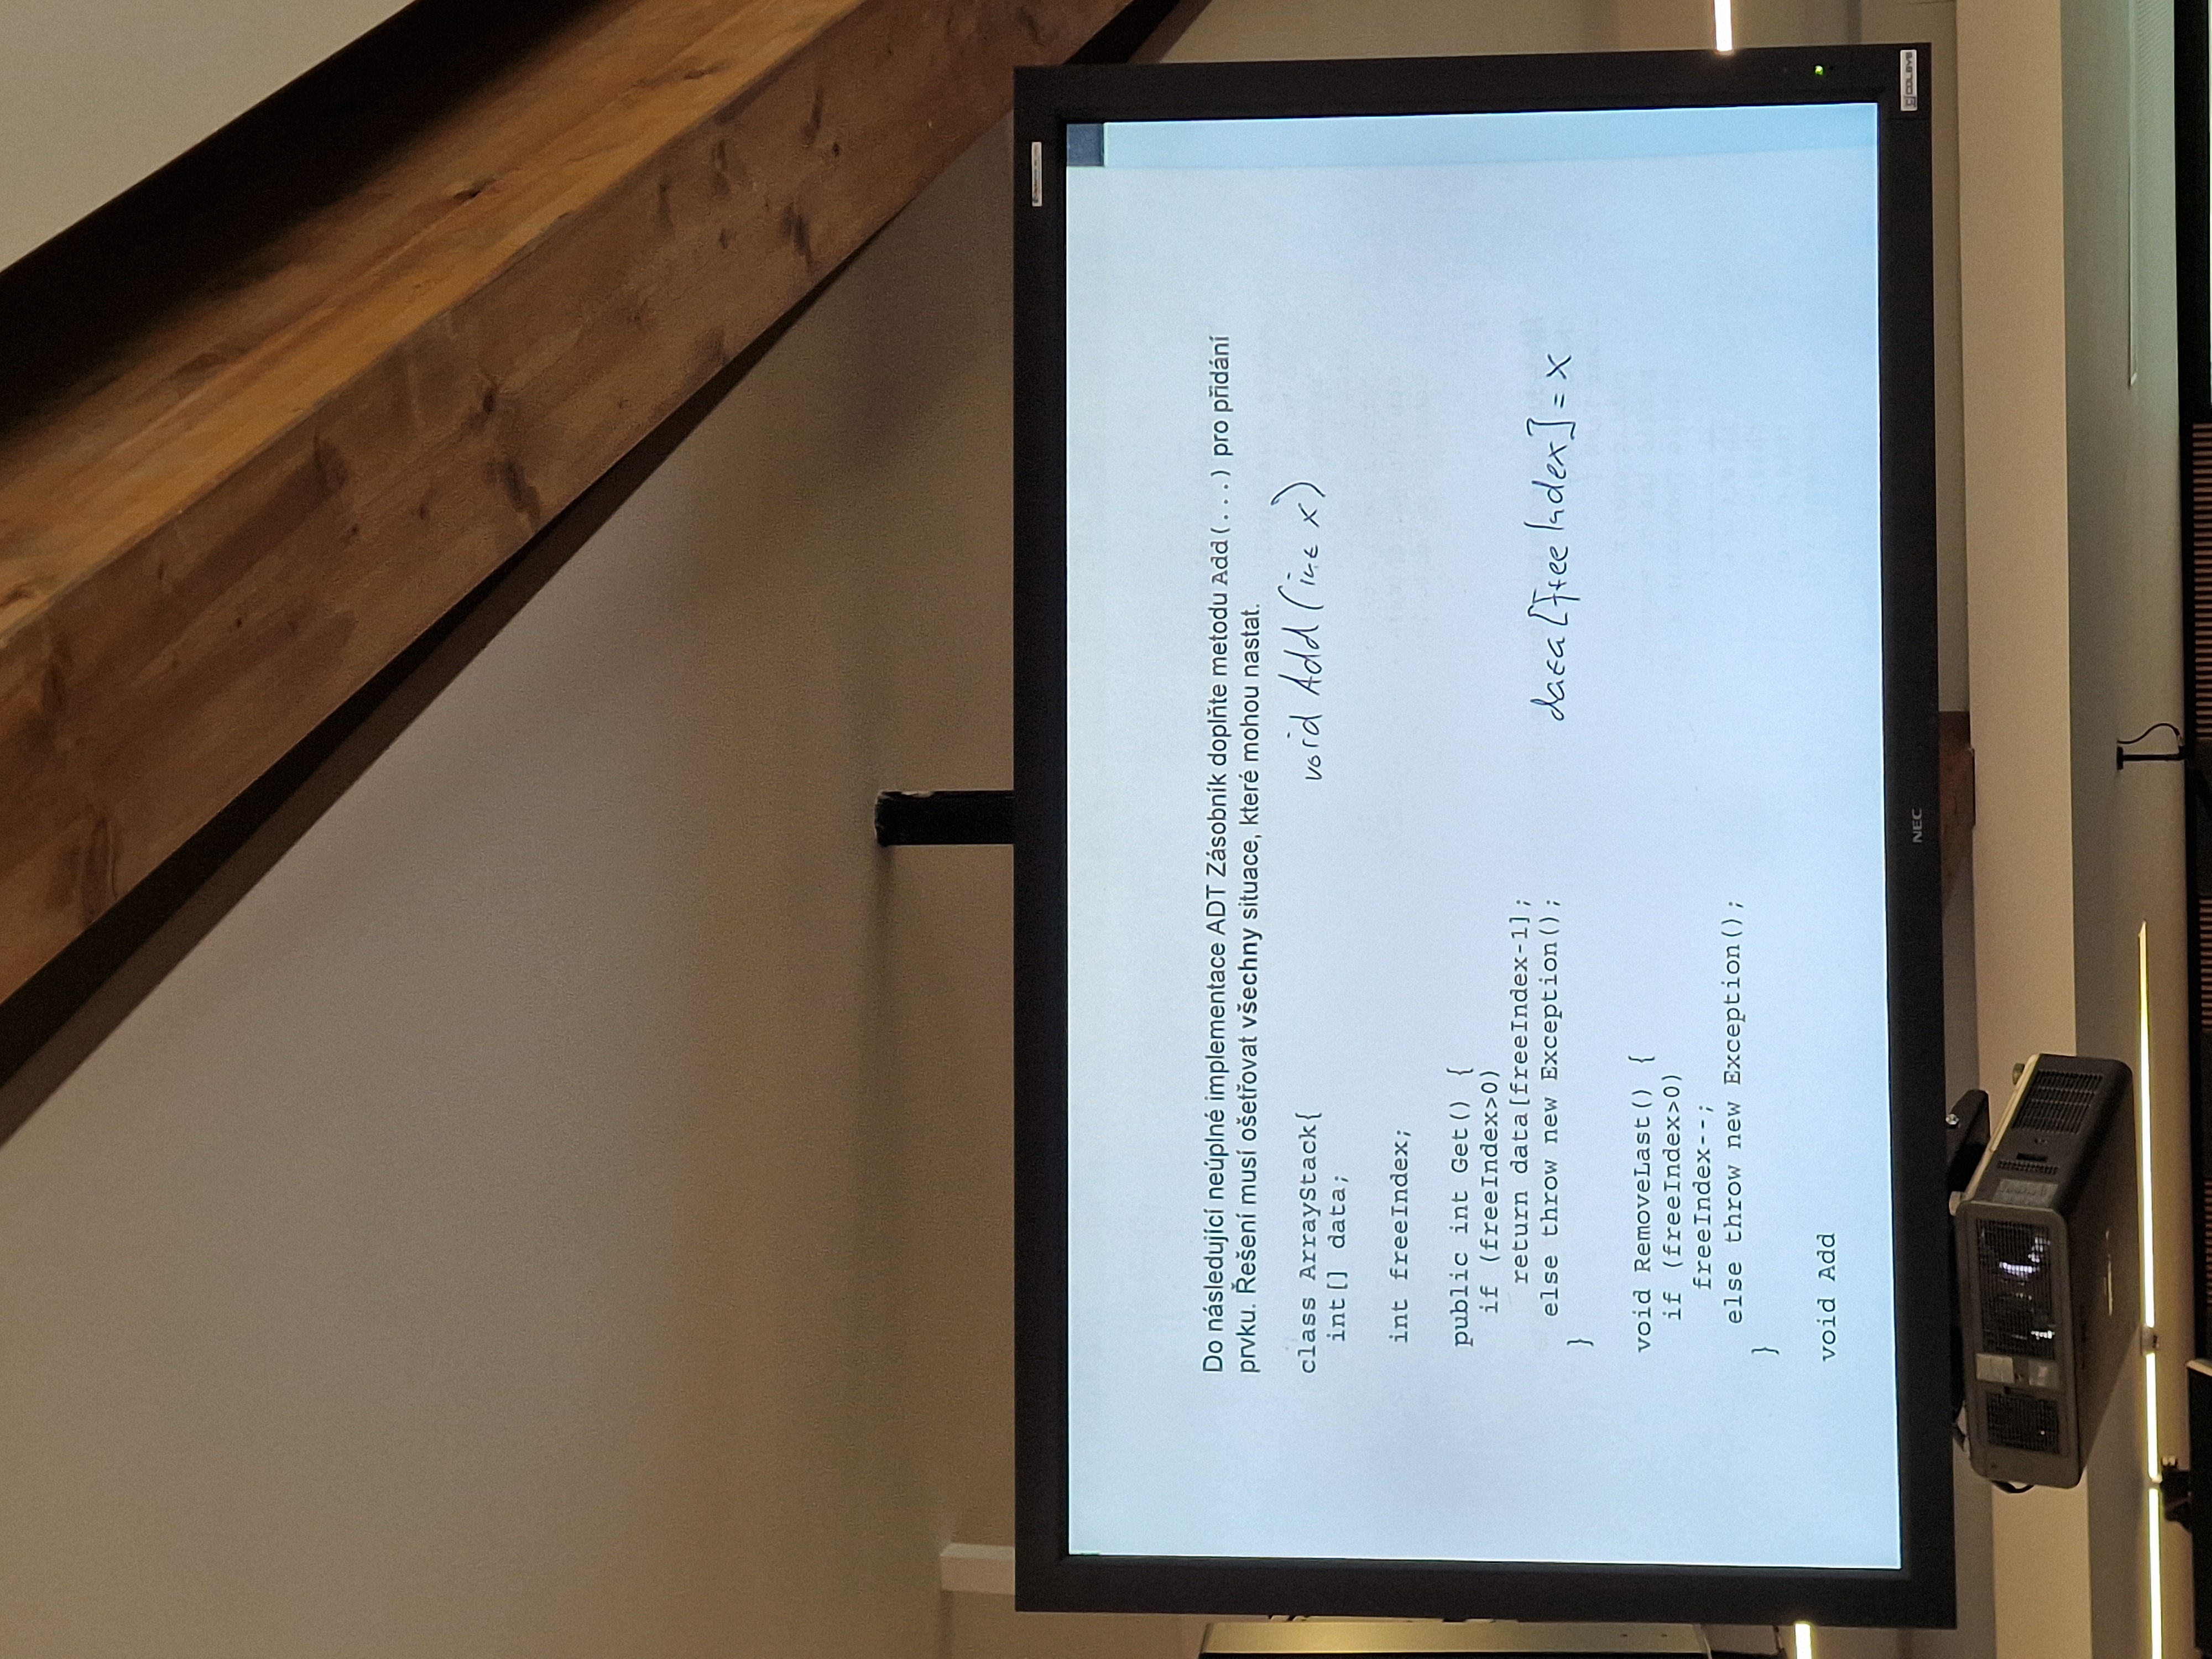 Do následující neúplné implementace ADT Zásobník doplňte metodu Add(...) pro přidání
prvku. Řešení musí ošetřovat všechny situace, které mohou nastat.
class ArrayStack{
int[] data;
int freeIndex;
public int Get() {
if (freeIndex>0)
return data[freeIndex-1];
else throw new Exception();
}
void RemoveLast() {
if (freeIndex>0)
freeIndex--;
else throw new Exception();
}
void Add
void Add (int x)
data [freeIndex] = x
NEC
COLSYS